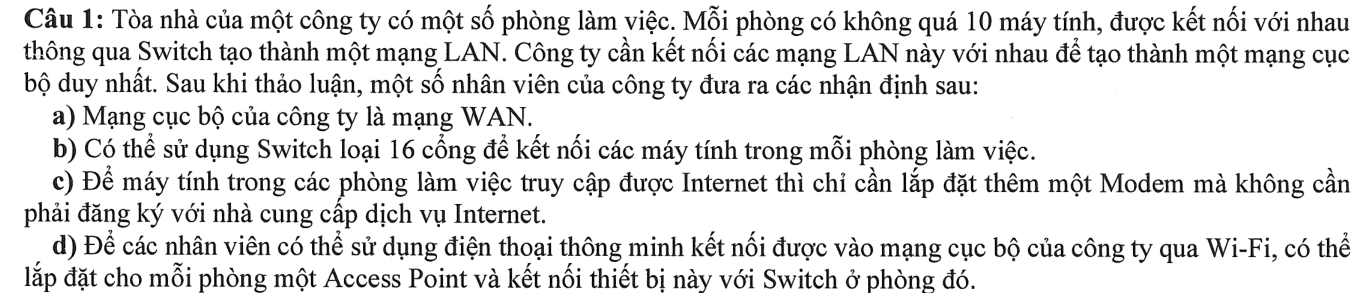 Câu 1: Tòa nhà của một công ty có một số phòng làm việc. Mỗi phòng có không quá 10 máy tính, được kết nối với nhau
thông qua Switch tạo thành một mạng LAN. Công ty cần kết nối các mạng LAN này với nhau để tạo thành một mạng cục
bộ duy nhất. Sau khi thảo luận, một số nhân viên của công ty đưa ra các nhận định sau:
a) Mạng cục bộ của công ty là mạng WAN.
b) Có thể sử dụng Switch loại 16 cổng để kết nối các máy tính trong mỗi phòng làm việc.
c) Để máy tính trong các phòng làm việc truy cập được Internet thì chỉ cần lắp đặt thêm một Modem mà không cần
phải đăng ký với nhà cung cấp dịch vụ Internet.
d) Để các nhân viên có thể sử dụng điện thoại thông minh kết nối được vào mạng cục bộ của công ty qua Wi-Fi, có thể
lắp đặt cho mỗi phòng một Access Point và kết nối thiết bị này với Switch ở phòng đó.